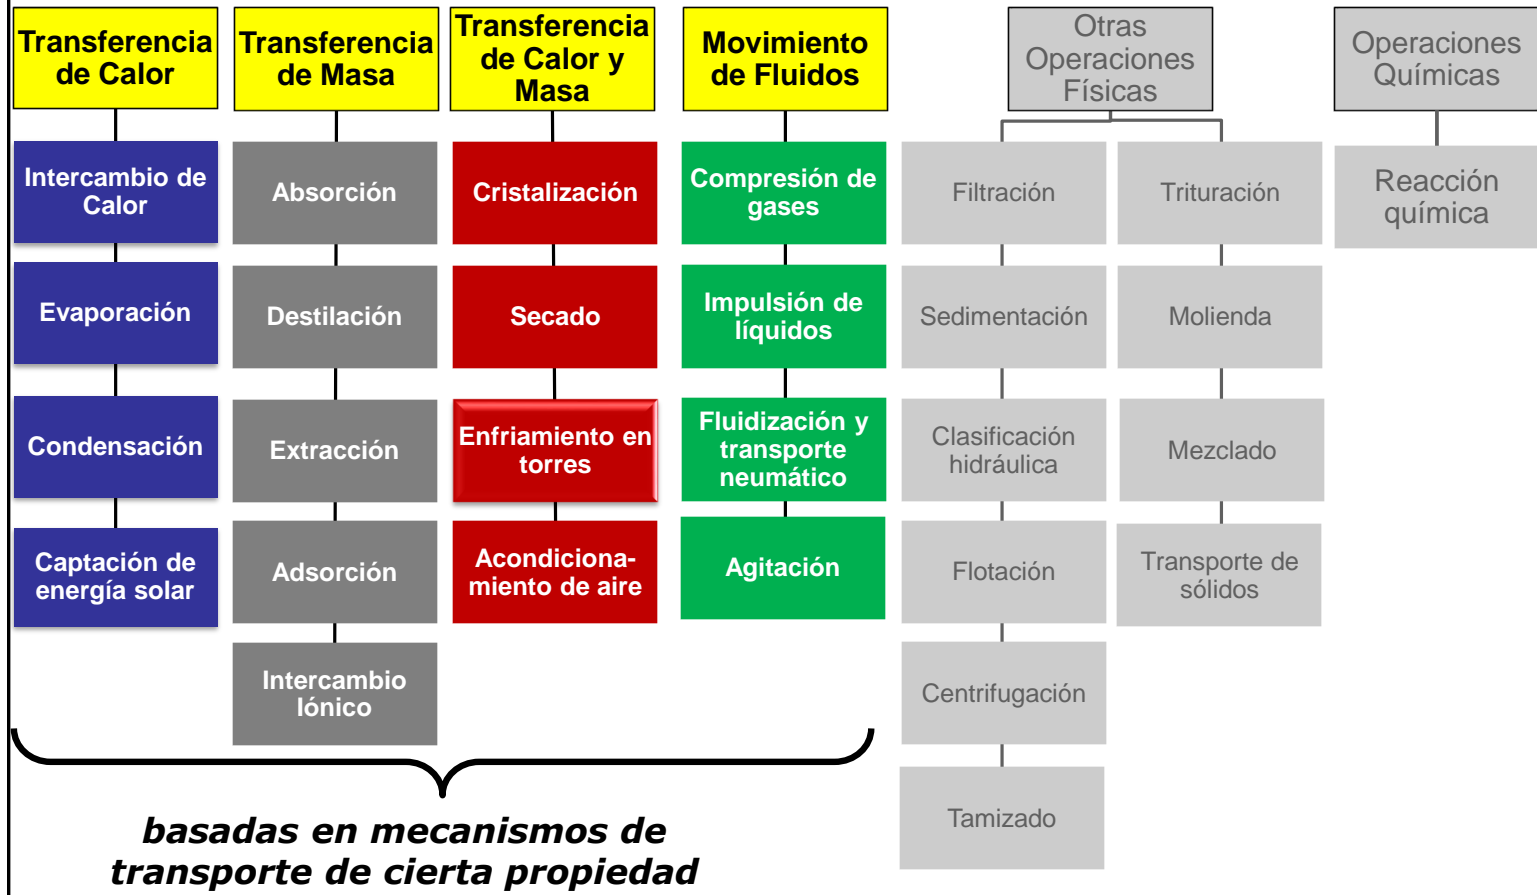 Transferencia
de Calor
Transferencia
de Masa
Transferencia
de Calor y
Masa
Movimiento
de Fluidos
Otras
Operaciones
Físicas
Operaciones
Químicas
Intercambio de
Calor
Evaporación
Condensación
Captación de
energía solar
Absorción
Destilación
Extracción
Adsorción
Intercambio
Iónico
Cristalización
Secado
Enfriamiento en
torres
Acondiciona-
miento de aire
Compresión de
gases
Impulsión de
líquidos
Fluidización y
transporte
neumático
Agitación
Filtración
Sedimentación
Clasificación
hidráulica
Flotación
Centrifugación
Tamizado
Trituración
Molienda
Mezclado
Transporte de
sólidos
Reacción
química
basadas en mecanismos de
transporte de cierta propiedad